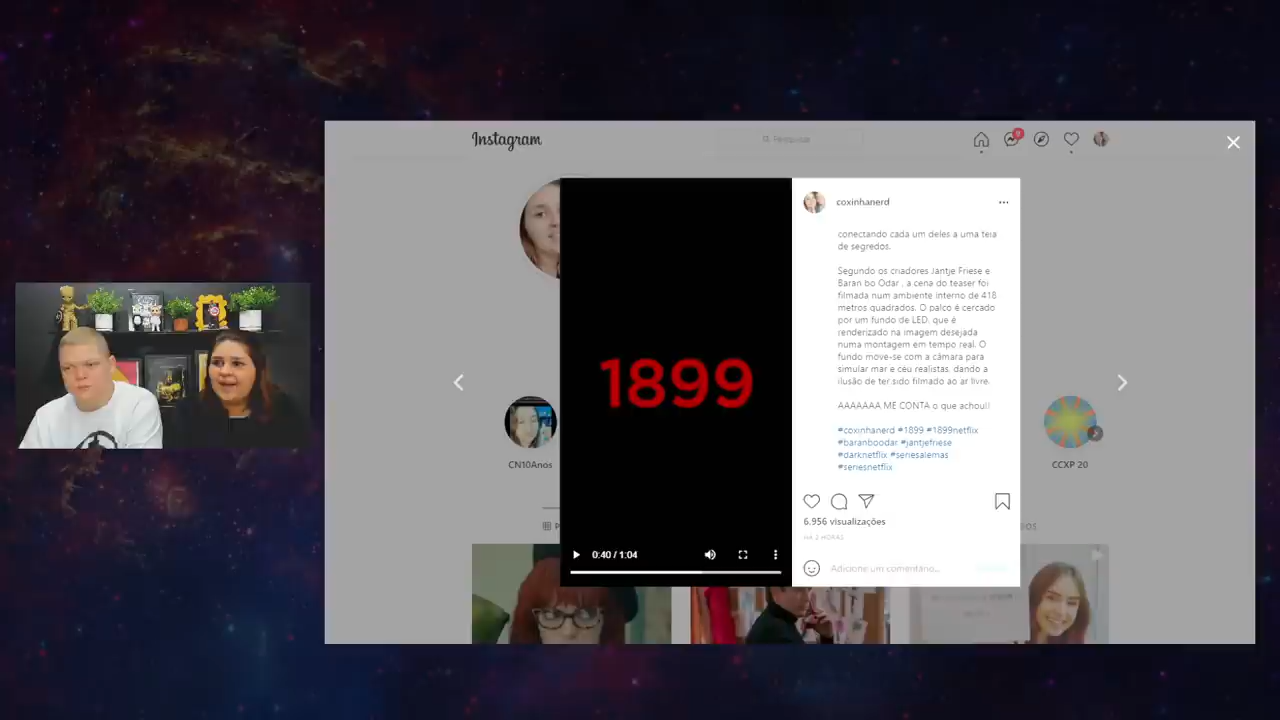 Instagram
Pesquisar
coxinhanerd
conectando cada um deles a uma teia
de segredos.
Segundo os criadores Jantje Friese e
Baran bo Odar , a cena do teaser foi
filmada num ambiente interno de 418
metros quadrados. O palco é cercado
por um fundo de LED, que é
renderizado na imagem desejada
numa montagem em tempo real. O
fundo move-se com a câmara para
simular mar e céu realistas, dando a
ilusão de ter sido filmado ao ar livre.
AAAAAAA ME CONTA o que achou!!
#coxinhanerd #1899 #1899netflix
#baranboodar #jantjefriese
#darknetflix #seriesalemas
#seriesnetflix
1899
CN10Anos
CCXP 20
6.956 visualizações
HÁ 2 HORAS
0:40 / 1:04
Adicione um comentário...